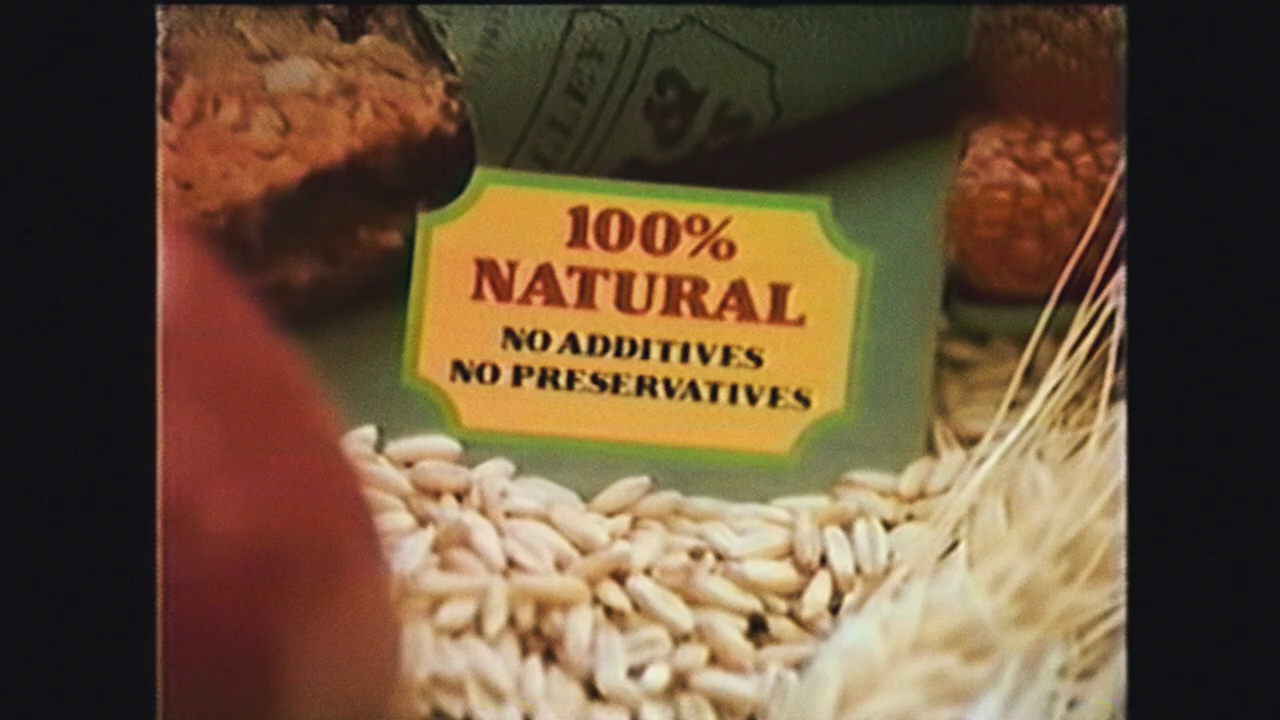 &
100%
NATURAL
NO ADDITIVES
NO PRESERVATIVES